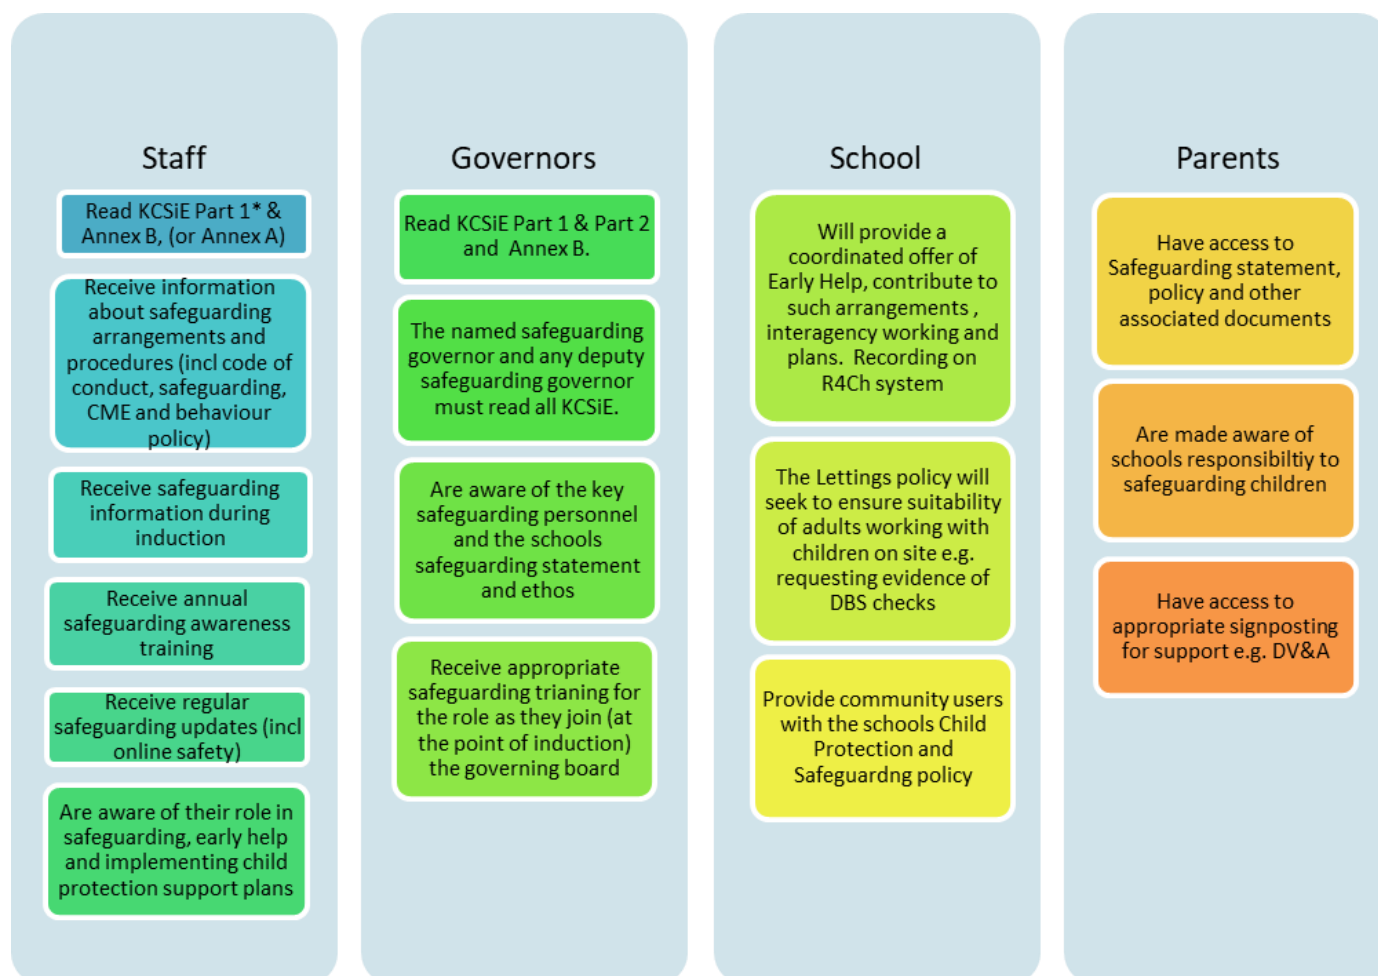 Staff
Read KCSiE Part 1* &
Annex B, (or Annex A)
Receive information
about safeguarding
arrangements and
procedures (incl code of
conduct, safeguarding,
CME and behaviour
policy)
Receive safeguarding
information during
induction
Receive annual
safeguarding awareness
training
Receive regular
safeguarding updates (incl
online safety)
Are aware of their role in
safeguarding, early help
and implementing child
protection support plans
Governors
Read KCSiE Part 1 & Part 2
and Annex B.
The named safeguarding
governor and any deputy
safeguarding governor
must read all KCSiE.
Are aware of the key
safeguarding personnel
and the schools
safeguarding statement
and ethos
Receive appropriate
safeguarding trianing for
the role as they join (at
the point of induction)
the governing board
School
Will provide a
coordinated offer of
Early Help, contribute to
such arrangements ,
interagency working and
plans. Recording on
R4Ch system
The Lettings policy will
seek to ensure suitability
of adults working with
children on site e.g.
requesting evidence of
DBS checks
Provide community users
with the schools Child
Protection and
Safeguardng policy
Parents
Have access to
Safeguarding statement,
policy and other
associated documents
Are made aware of
schools responsibiltiy to
safeguarding children
Have access to
appropriate signposting
for support e.g. DV&A